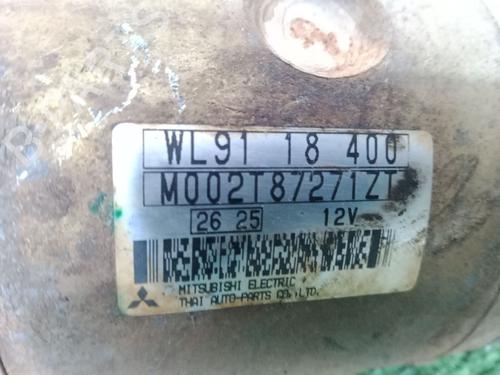 WL91 18 400
M002T87271ZT
26 25 12V
MITSUBISHI ELECTRIC
THAI AUTO-PARTS CO.,LTD.